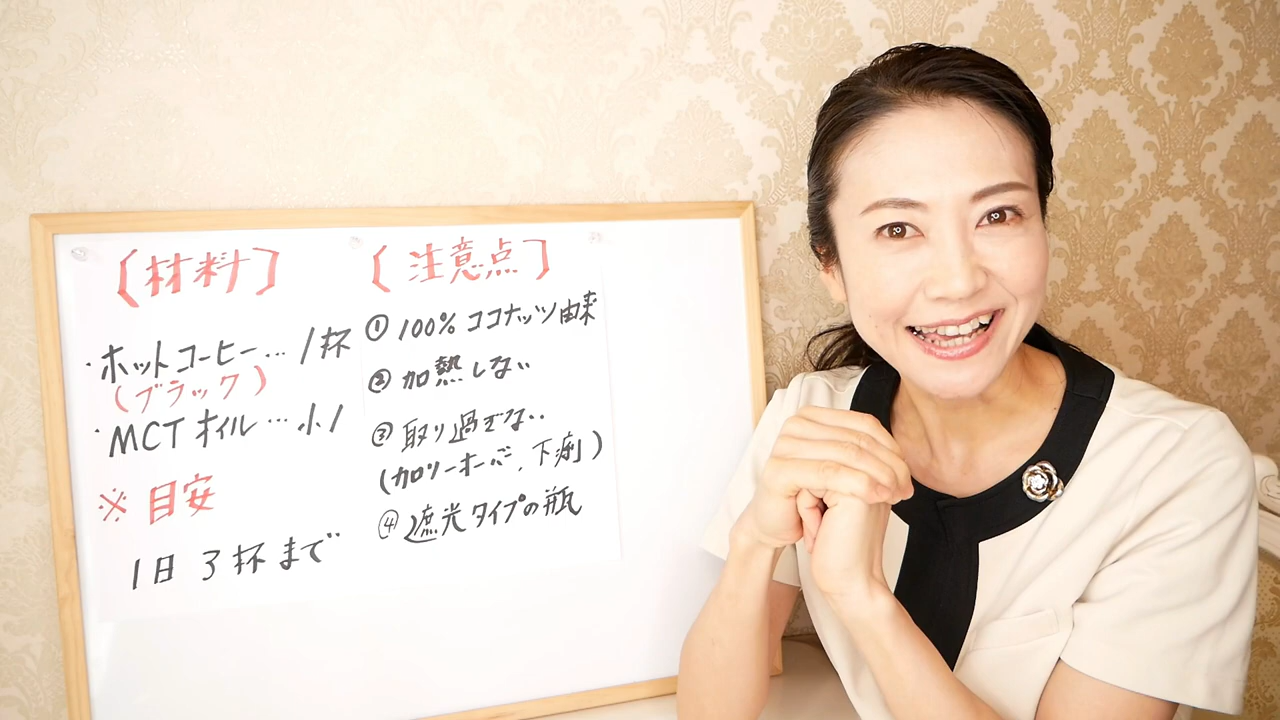 〔材料〕
・ホットコーヒー…1杯
(ブラック)
・MCTオイル…小1
※目安
1日3杯まで
〔注意点〕
① 100%ココナッツ由来
② 加熱しない
③ 取り過ぎない
(カロリーオーバー、下痢)
④ 遮光タイプの瓶